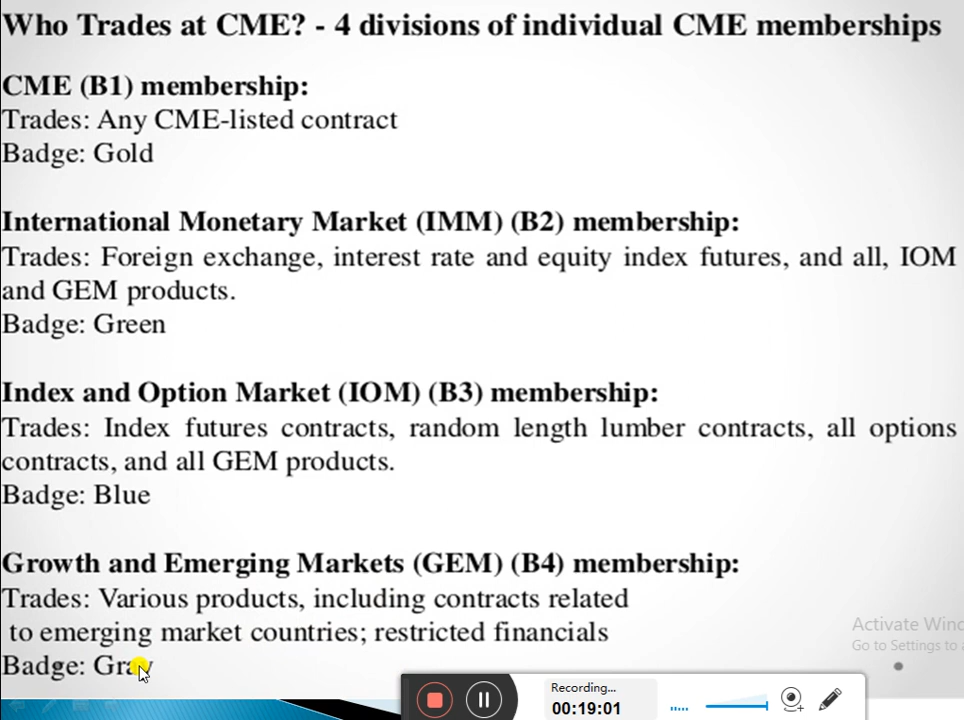 Who Trades at CME? - 4 divisions of individual CME memberships
CME (B1) membership:
Trades: Any CME-listed contract
Badge: Gold
International Monetary Market (IMM) (B2) membership:
Trades: Foreign exchange, interest rate and equity index futures, and all, IOM
and GEM products.
Badge: Green
Index and Option Market (IOM) (B3) membership:
Trades: Index futures contracts, random length lumber contracts, all options
contracts, and all GEM products.
Badge: Blue
Growth and Emerging Markets (GEM) (B4) membership:
Trades: Various products, including contracts related
to emerging market countries; restricted financials
Badge: Gray
Activate Wind
Go to Settings to a
Recording...
00:19:01